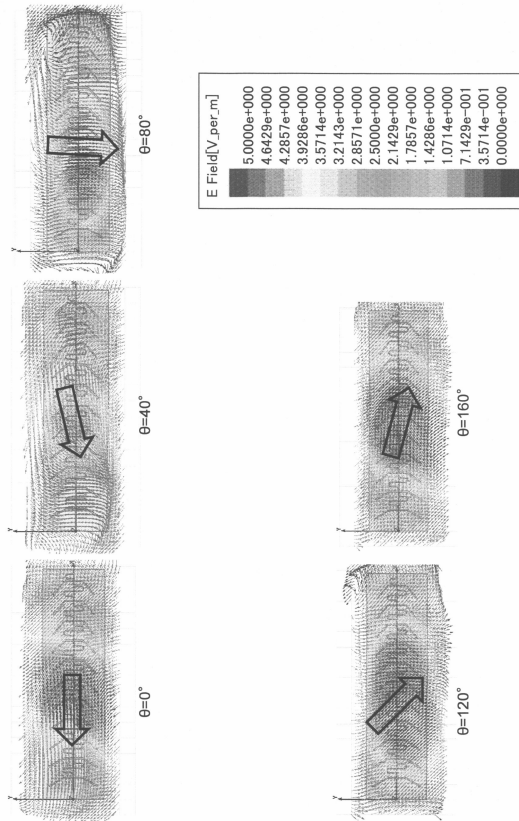 Y
θ=0°
Y
θ=40°
Y
θ=80°
Y
θ=120°
Y
θ=160°
E Field[V_per_m]
5.0000e+000
4.6429e+000
4.2857e+000
3.9286e+000
3.5714e+000
3.2143e+000
2.8571e+000
2.5000e+000
2.1429e+000
1.7857e+000
1.4286e+000
1.0714e+000
7.1429e-001
3.5714e-001
0.0000e+000